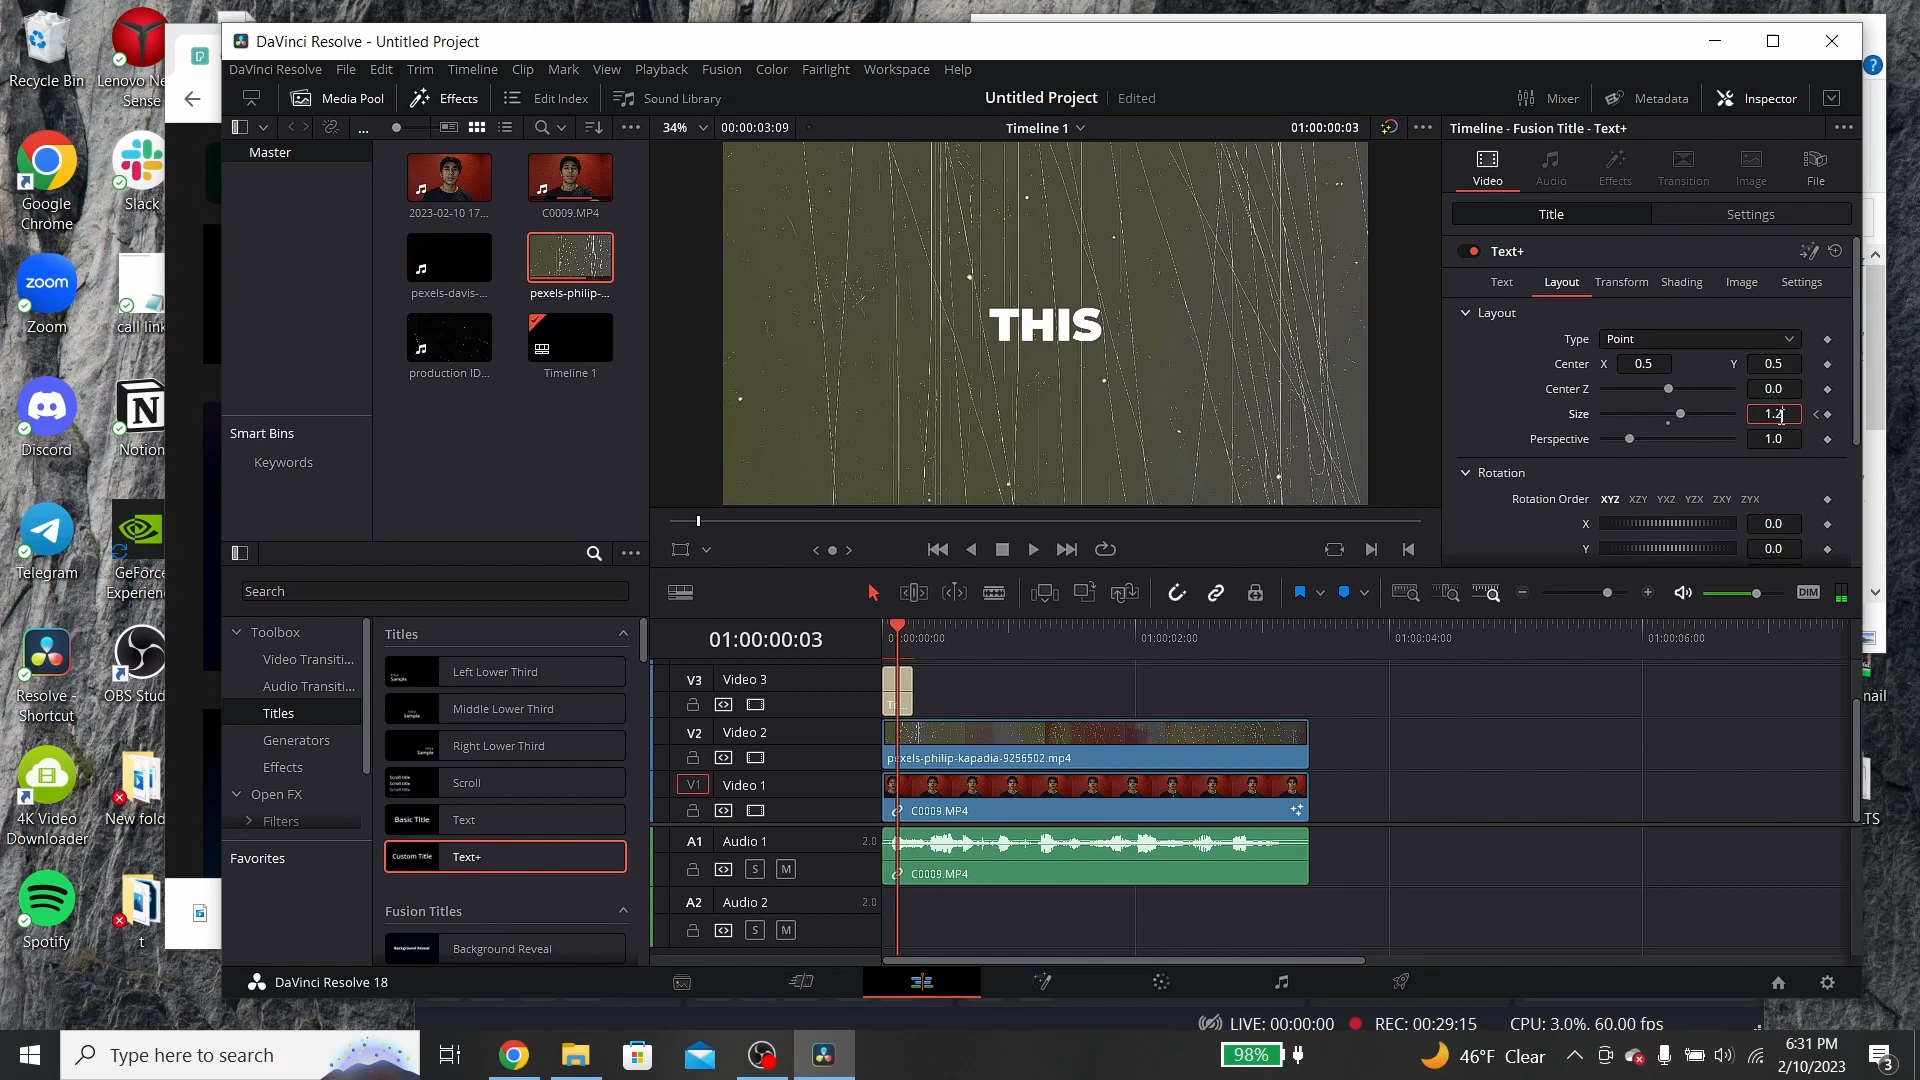 Recycle Bin
Lenovo Ne
Sense
Google
Chrome
Slack
Zoom
call link
Discord
Notion
Telegram
GeForce
Experien
Resolve -
Shortcut
OBS Stud
4K Video
Downloader
New fold
Spotify
t
DaVinci Resolve - Untitled Project
DaVinci Resolve File Edit Trim Timeline Clip Mark View Playback Fusion Color Fairlight Workspace Help
Media Pool Effects Edit Index Sound Library Untitled Project Edited Mixer Metadata Inspector
34% 00:00:03:09 Timeline 1 01:00:00:03 Timeline - Fusion Title - Text+
Master
2023-02-10 17...
C0009.MP4
pexels-davis-...
pexels-philip-...
production ID...
Timeline 1
Smart Bins
Keywords
THIS
Video Audio Effects Transition Image File
Title Settings
Text+
Text Layout Transform Shading Image Settings
Layout
Type Point
Center X 0.5 Y 0.5
Center Z 0.0
Size 1.2
Perspective 1.0
Rotation
Rotation Order XYZ XZY YXZ YZX ZXY ZYX
X 0.0
Y 0.0
Search
Toolbox
Video Transiti...
Audio Transiti...
Titles
Generators
Effects
Open FX
Filters
Favorites
Titles
Left Lower Third
Middle Lower Third
Right Lower Third
Scroll
Basic Title Text
Custom Title Text+
Fusion Titles
Background Reveal Background Reveal
DIM
01:00:00:03
01:00:00:00 01:00:02:00 01:00:04:00 01:00:06:00
V3 Video 3
V2 Video 2
pexels-philip-kapadia-9256502.mp4
V1 Video 1
C0009.MP4
A1 Audio 1 2.0
S M
C0009.MP4
A2 Audio 2 2.0
S M
DaVinci Resolve 18
LIVE: 00:00:00 REC: 00:29:15 CPU: 3.0%, 60.00 fps
Type here to search
98%
46°F Clear
6:31 PM
2/10/2023
3